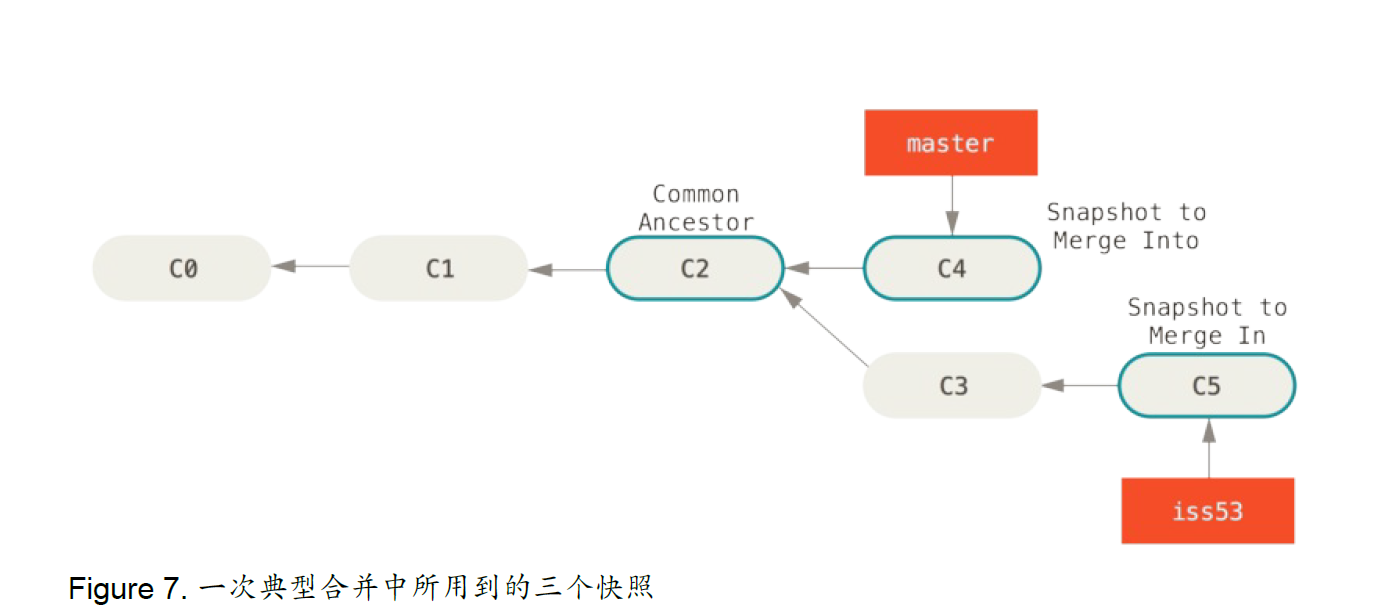 master
Common
Ancestor
Snapshot to
Merge Into
C0
C1
C2
C4
Snapshot to
Merge In
C3
C5
iss53
Figure 7. 一次典型合并中所用到的三个快照